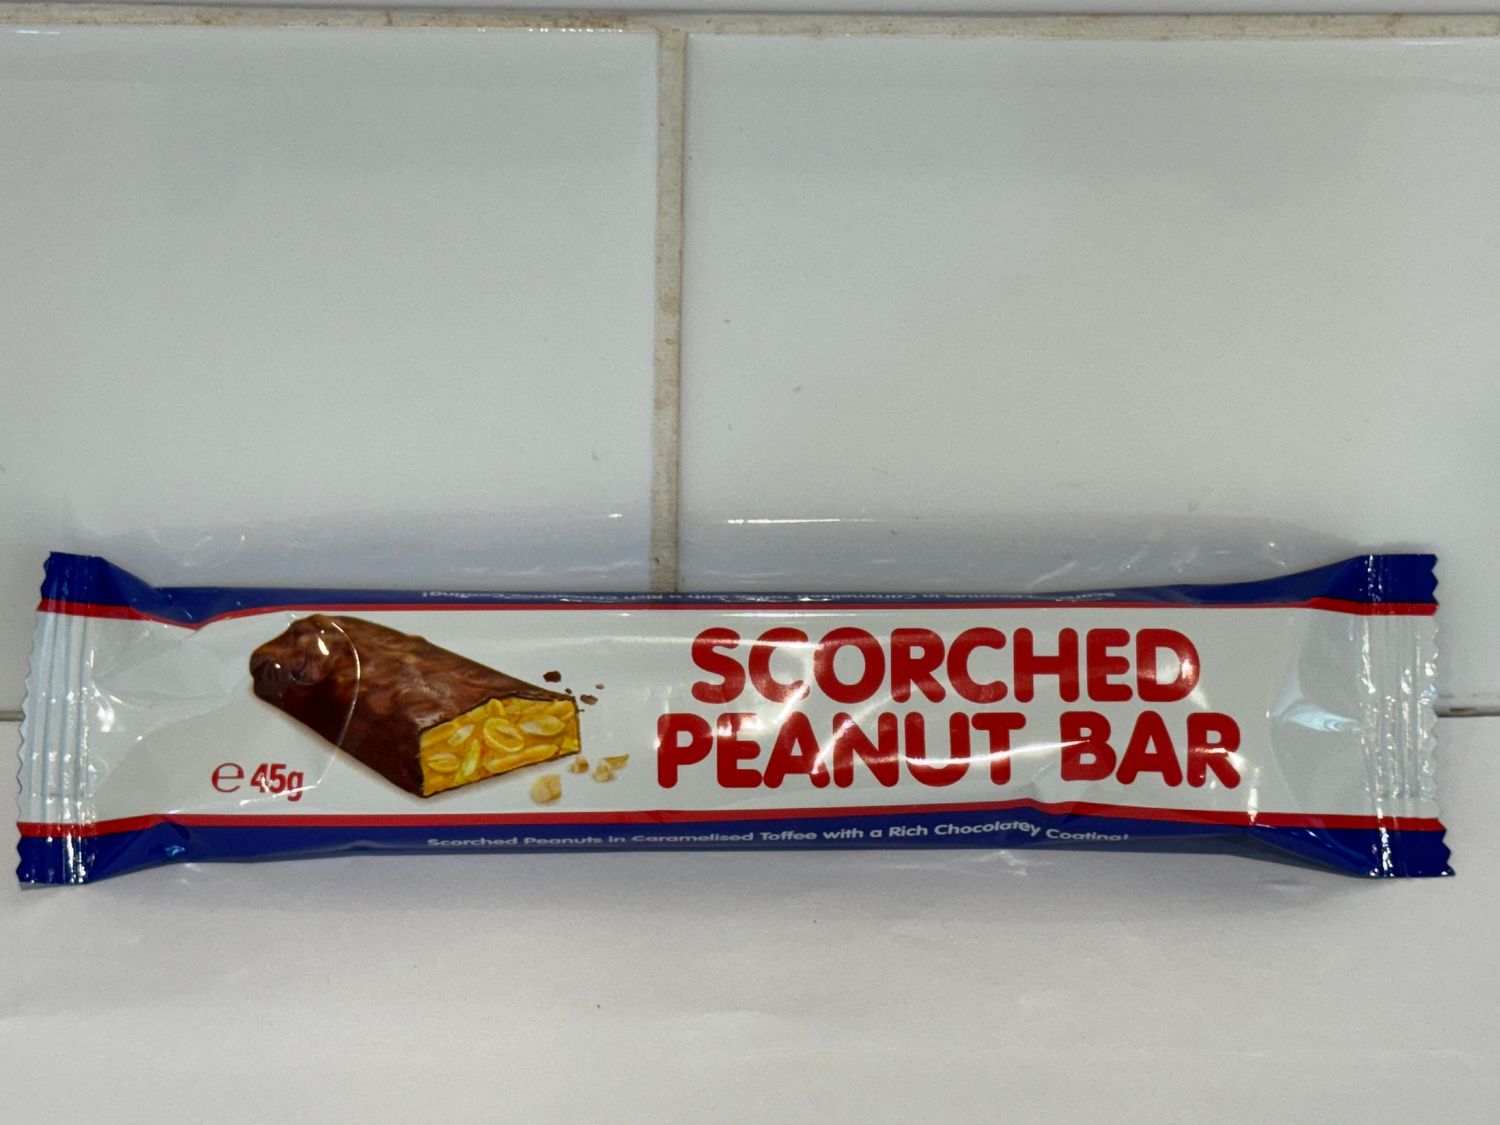 SCORCHED
PEANUT BAR
℮ 45g
Scorched Peanuts in Caramelised Toffee with a Rich Chocolatey Coating!